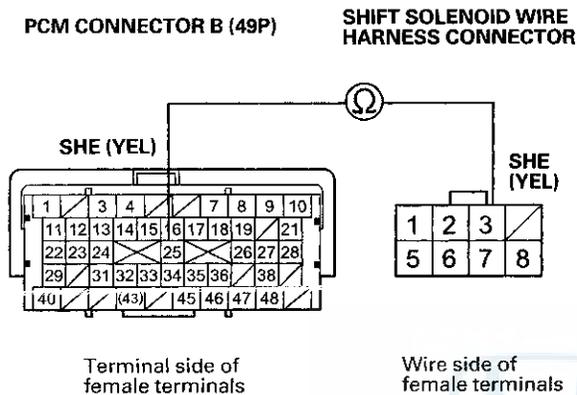 PCM CONNECTOR B (49P)
SHIFT SOLENOID WIRE
HARNESS CONNECTOR
Ω
SHE (YEL)
SHE
(YEL)
1 3 4 7 8 9 10
11 12 13 14 15 16 17 18 19 21
22 23 24 25 26 27 28
29 31 32 33 34 35 36 38
40 (43) 45 46 47 48
1 2 3
5 6 7 8
Terminal side of
female terminals
Wire side of
female terminals